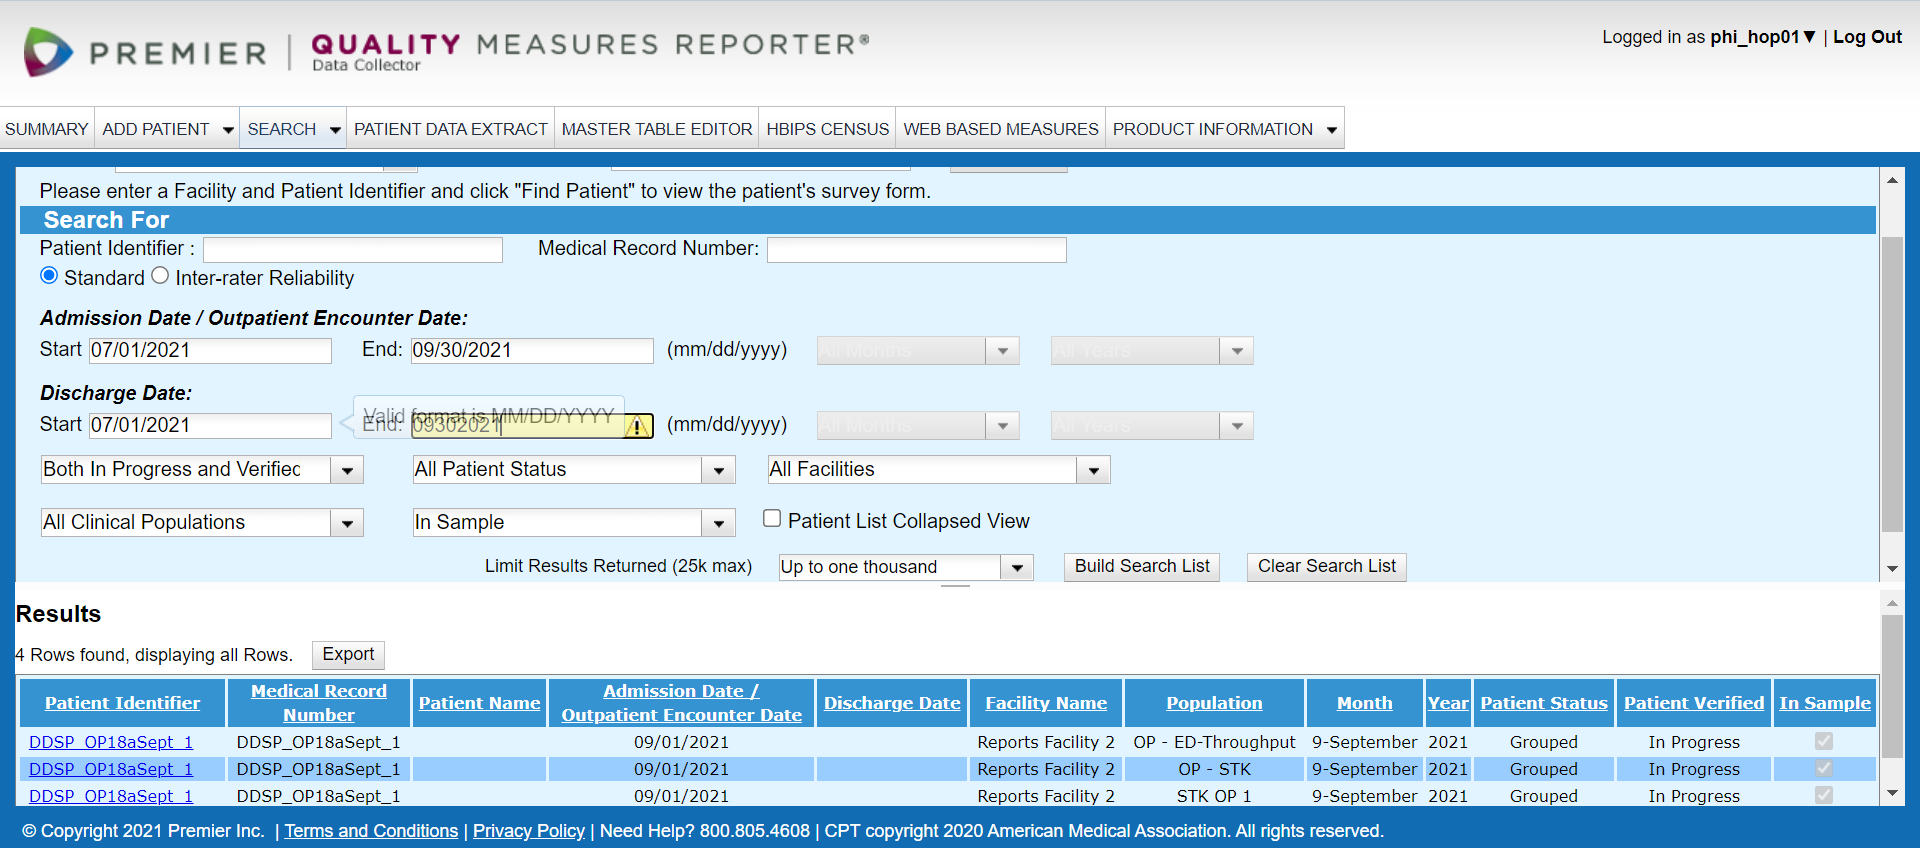 PREMIER | QUALITY MEASURES REPORTER®
Data Collector
Logged in as phi_hop01▼ | Log Out
SUMMARY ADD PATIENT SEARCH PATIENT DATA EXTRACT MASTER TABLE EDITOR HBIPS CENSUS WEB BASED MEASURES PRODUCT INFORMATION
Please enter a Facility and Patient Identifier and click "Find Patient" to view the patient's survey form.
Search For
Patient Identifier : Medical Record Number:
Standard Inter-rater Reliability
Admission Date / Outpatient Encounter Date:
Start 07/01/2021 End: 09/30/2021 (mm/dd/yyyy) All Months All Years
Discharge Date:
Valid format is MM/DD/YYYY
Start 07/01/2021 End: 09302021 (mm/dd/yyyy) All Months All Years
Both In Progress and Verified All Patient Status All Facilities
All Clinical Populations In Sample Patient List Collapsed View
Limit Results Returned (25k max) Up to one thousand Build Search List Clear Search List
Results
4 Rows found, displaying all Rows. Export
Patient Identifier Medical Record Number Patient Name Admission Date / Outpatient Encounter Date Discharge Date Facility Name Population Month Year Patient Status Patient Verified In Sample
DDSP_OP18aSept_1 DDSP_OP18aSept_1 09/01/2021 Reports Facility 2 OP - ED-Throughput 9-September 2021 Grouped In Progress
DDSP_OP18aSept_1 DDSP_OP18aSept_1 09/01/2021 Reports Facility 2 OP - STK 9-September 2021 Grouped In Progress
DDSP_OP18aSept_1 DDSP_OP18aSept_1 09/01/2021 Reports Facility 2 STK OP 1 9-September 2021 Grouped In Progress
© Copyright 2021 Premier Inc. | Terms and Conditions | Privacy Policy | Need Help? 800.805.4608 | CPT copyright 2020 American Medical Association. All rights reserved.